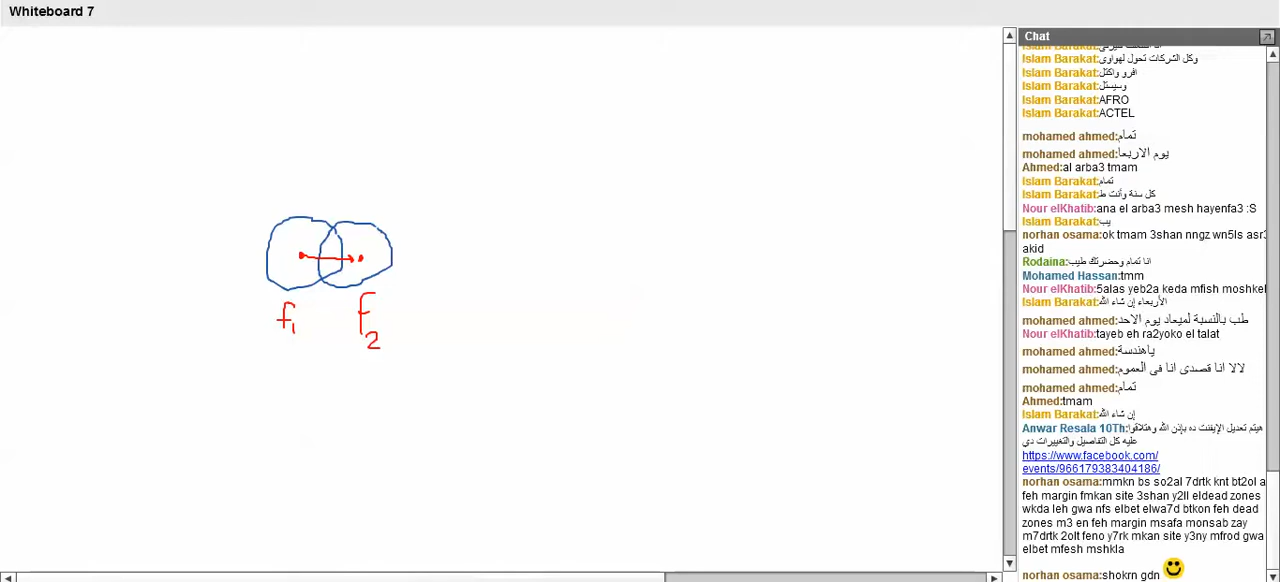 Whiteboard 7
f1
f2
Chat
Islam Barakat:
Islam Barakat:وكل الشركات تحول لهواوى
Islam Barakat:افرو واكتل
Islam Barakat:وسيستل
Islam Barakat:AFRO
Islam Barakat:ACTEL
mohamed ahmed:تمام
mohamed ahmed:يوم الاربعا
Ahmed:al arba3 tmam
Islam Barakat:تمام
Islam Barakat:كل سنة وأنت ط
Nour elKhatib:ana el arba3 mesh hayenfa3 :S
Islam Barakat:يب
norhan osama:ok tmam 3shan nngz wn5ls asr3
akid
Rodaina:انا تمام وحضرتك طيب
Mohamed Hassan:tmm
Nour elKhatib:5alas yeb2a keda mfish moshkel
Islam Barakat:الأربعاء إن شاء الله
mohamed ahmed:طب بالنسبة لميعاد يوم الاحد
Nour elKhatib:tayeb eh ra2yoko el talat
mohamed ahmed:ياهندسة
mohamed ahmed:لالا انا قصدى انا فى العموم
mohamed ahmed:تمام
Ahmed:tmam
Islam Barakat:إن شاء الله
Anwar Resala 10Th:هيتم تعديل الإيفنت ده بإذن الله وهتلاقوا
عليه كل التفاصيل والتغييرات دي
https://www.facebook.com/
events/966179383404186/
norhan osama:mmkn bs so2al 7drtk knt bt2ol a
feh margin fmkan site 3shan y2ll eldead zones
wkda leh gwa nfs elbet elwa7d btkon feh dead
zones m3 en feh margin msafa monsab zay
m7drtk 2olt feno y7rk mkan site y3ny mfrod gwa
elbet mfesh mshkla
norhan osama:shokrn gdn